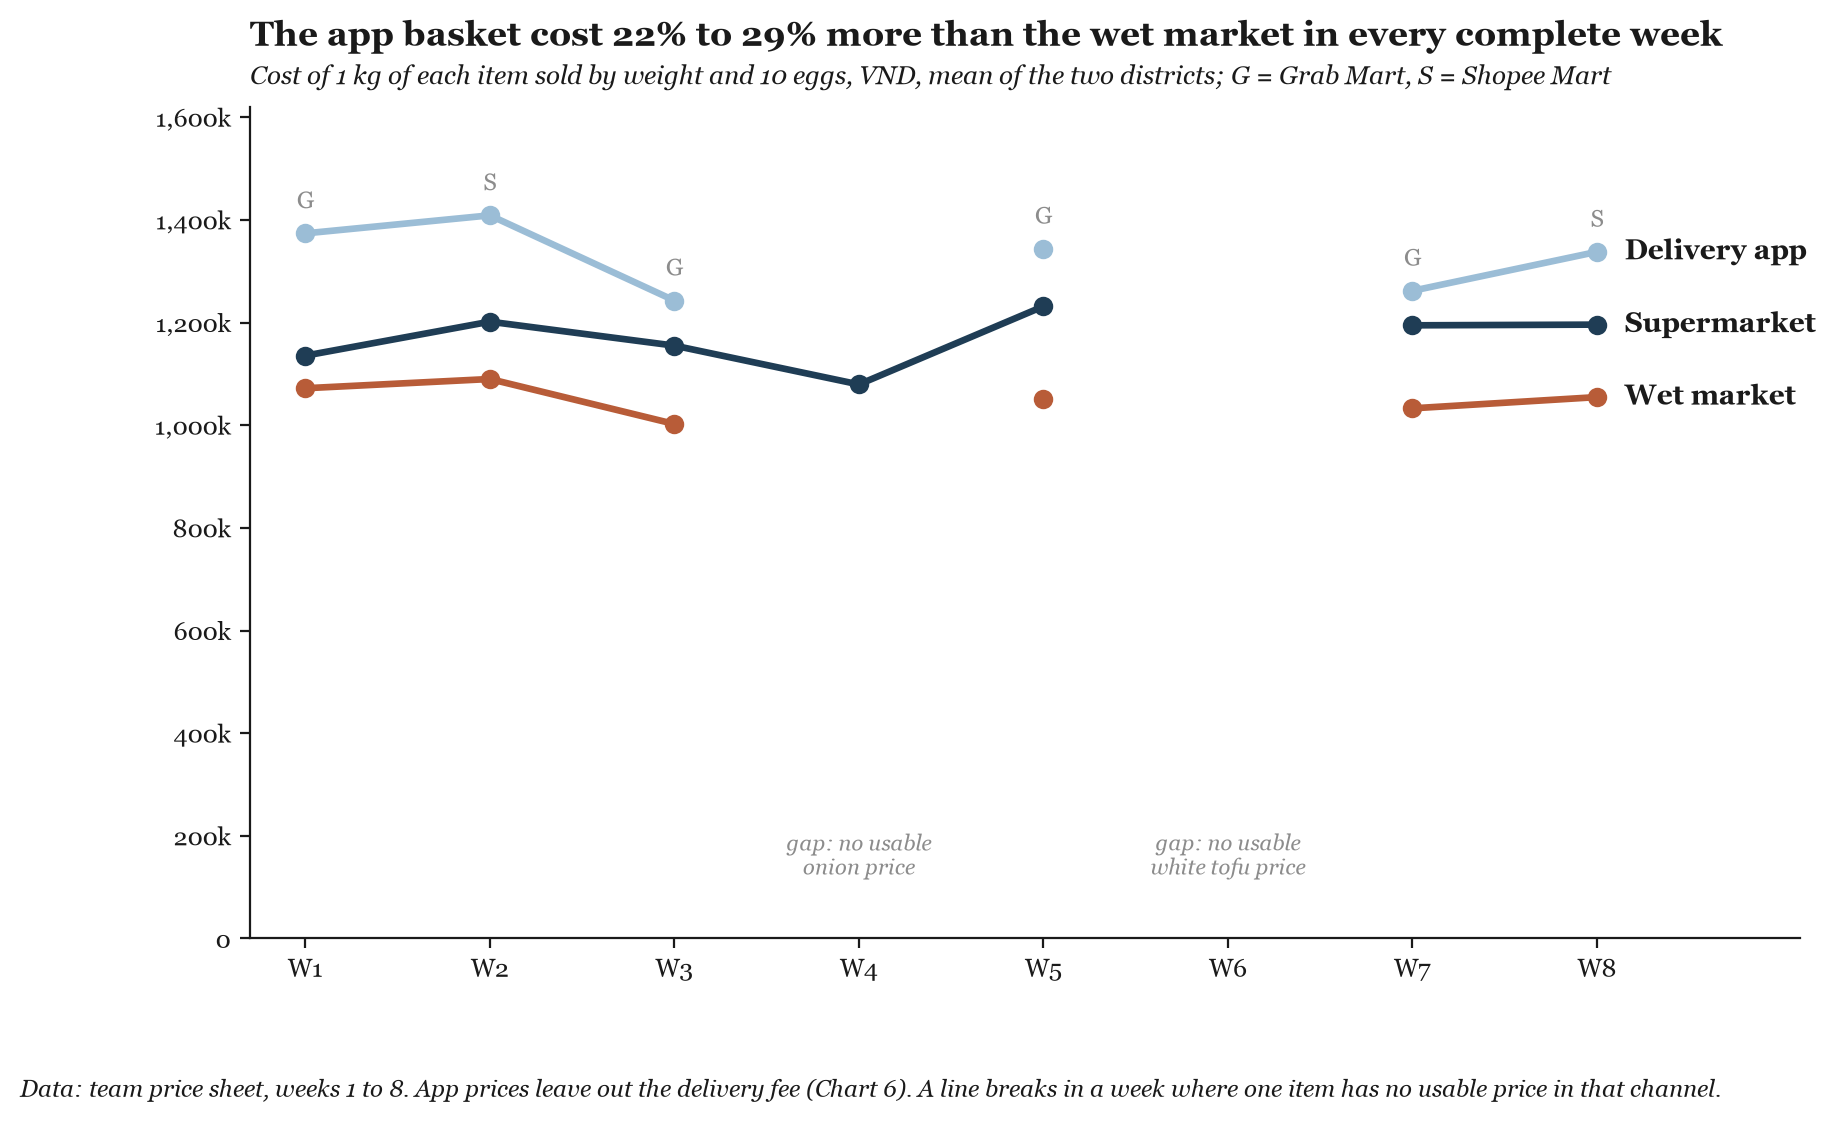 The app basket cost 22% to 29% more than the wet market in every complete week
Cost of 1 kg of each item sold by weight and 10 eggs, VND, mean of the two districts; G = Grab Mart, S = Shopee Mart
1,600k
1,400k
1,200k
1,000k
800k
600k
400k
200k
0
G
S
G
G
G
S
Delivery app
Supermarket
Wet market
gap: no usable
onion price
gap: no usable
white tofu price
W1
W2
W3
W4
W5
W6
W7
W8
Data: team price sheet, weeks 1 to 8. App prices leave out the delivery fee (Chart 6). A line breaks in a week where one item has no usable price in that channel.